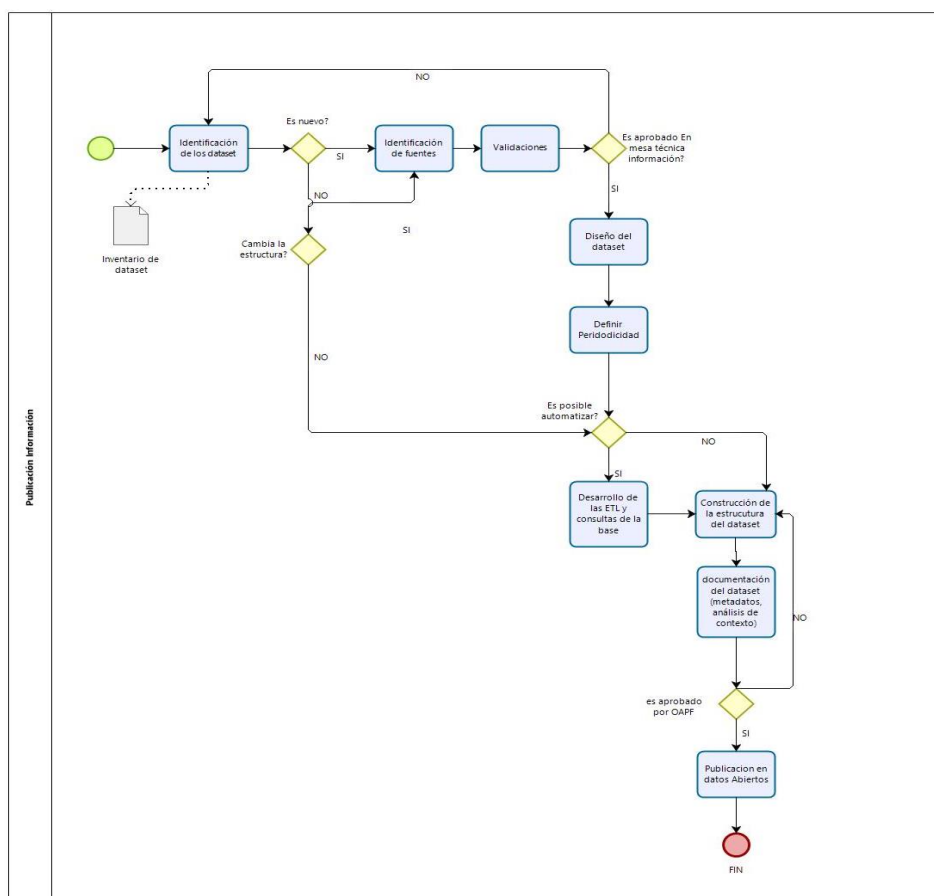 Publicación Información
NO
Es nuevo?
Identificación
de los dataset
SI
Identificación
de fuentes
Validaciones
Es aprobado En
mesa técnica
información?
NO
SI
SI
Inventario de
dataset
Cambia la
estructura?
Diseño del
dataset
Definir
Peridodicidad
NO
Es posible
automatizar?
NO
SI
Desarrollo de
las ETL y
consultas de la
base
Construcción de
la estrucutura
del dataset
documentación
del dataset
(metadatos,
análisis de
contexto)
NO
es aprobado
por OAPF
SI
Publicacion en
datos Abiertos
FIN